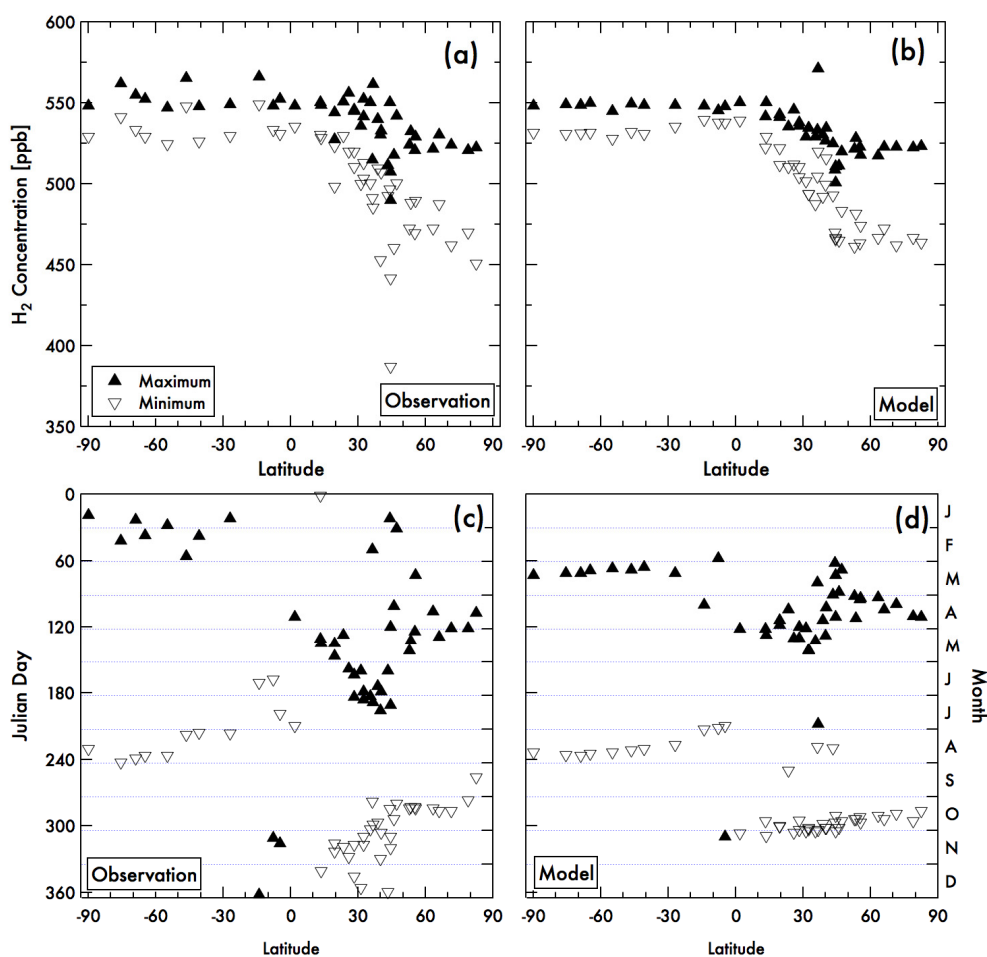 600
550
500
450
400
350
H2 Concentration [ppb]
(a)
Maximum
Minimum
Observation
-90 -60 -30 0 30 60 90
Latitude
(b)
Model
-90 -60 -30 0 30 60 90
Latitude
0
60
120
180
240
300
360
Julian Day
(c)
Observation
-90 -60 -30 0 30 60 90
Latitude
(d)
Model
-90 -60 -30 0 30 60 90
Latitude
J
F
M
A
M
J
J
A
S
O
N
D
Month